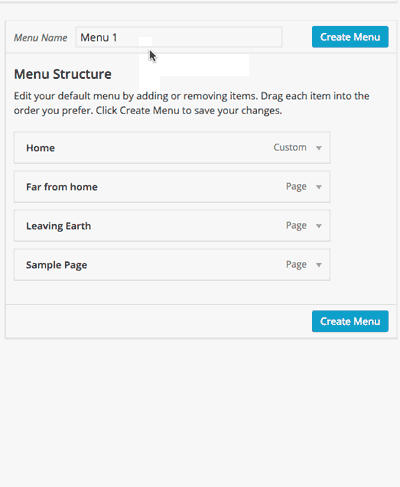 Menu Name Menu 1 Create Menu
Menu Structure
Edit your default menu by adding or removing items. Drag each item into the
order you prefer. Click Create Menu to save your changes.
Home Custom
Far from home Page
Leaving Earth Page
Sample Page Page
Create Menu